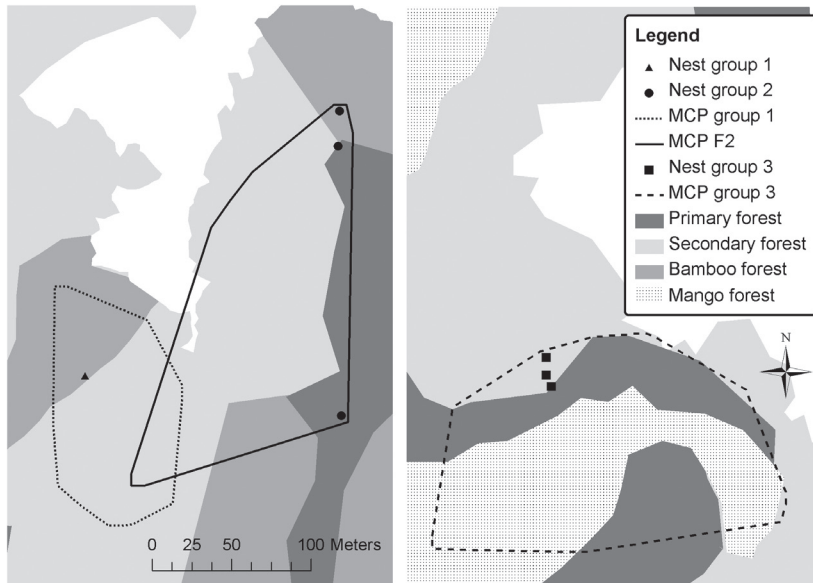 Legend
Nest group 1
Nest group 2
MCP group 1
MCP F2
Nest group 3
MCP group 3
Primary forest
Secondary forest
Bamboo forest
Mango forest
N
0 25 50 100 Meters